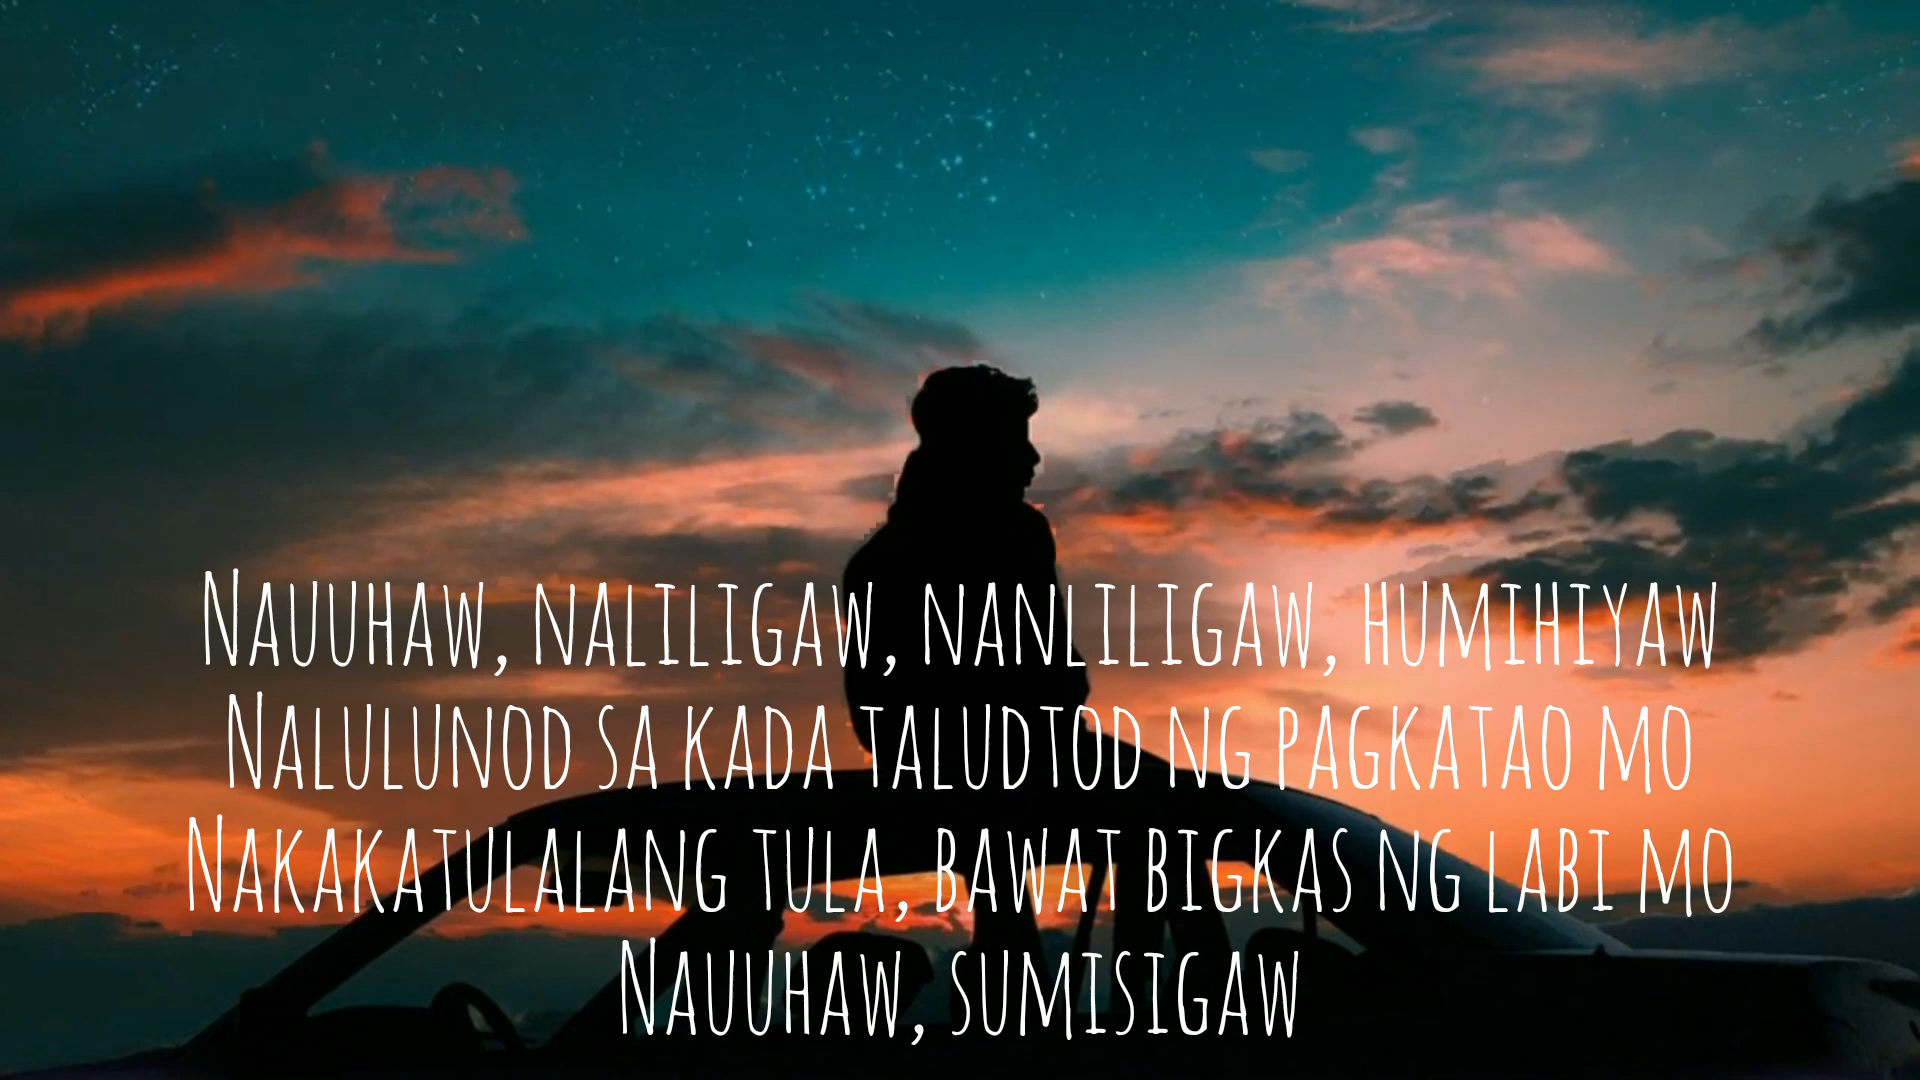 Nauuhaw, naliligaw, nanliligaw, humihiyaw
Nalulunod sa kada taludtod ng pagkatao mo
Nakakatulalang tula, bawat bigkas ng labi mo
Nauuhaw, sumisigaw